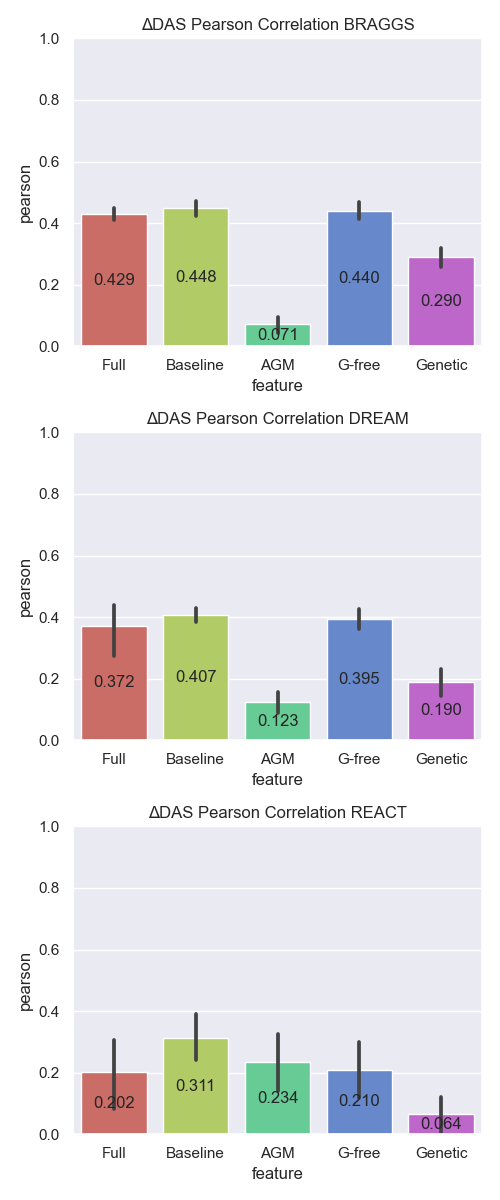 ΔDAS Pearson Correlation BRAGGS
1.0
0.8
0.6
0.4
0.2
0.0
pearson
0.429
0.448
0.071
0.440
0.290
Full Baseline AGM G-free Genetic
feature
ΔDAS Pearson Correlation DREAM
1.0
0.8
0.6
0.4
0.2
0.0
pearson
0.372
0.407
0.123
0.395
0.190
Full Baseline AGM G-free Genetic
feature
ΔDAS Pearson Correlation REACT
1.0
0.8
0.6
0.4
0.2
0.0
pearson
0.202
0.311
0.234
0.210
0.064
Full Baseline AGM G-free Genetic
feature